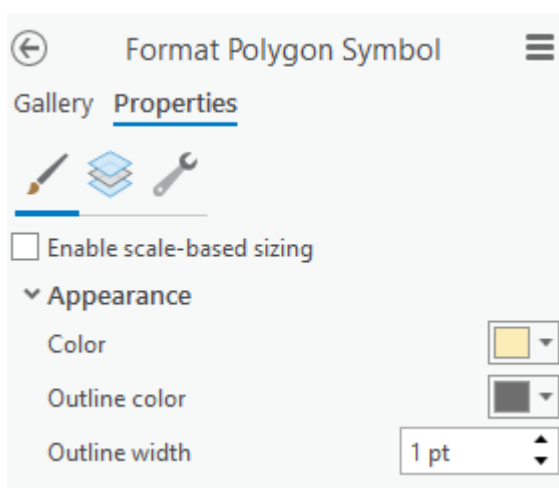 Format Polygon Symbol
Gallery Properties
Enable scale-based sizing
Appearance
Color
Outline color
Outline width 1 pt